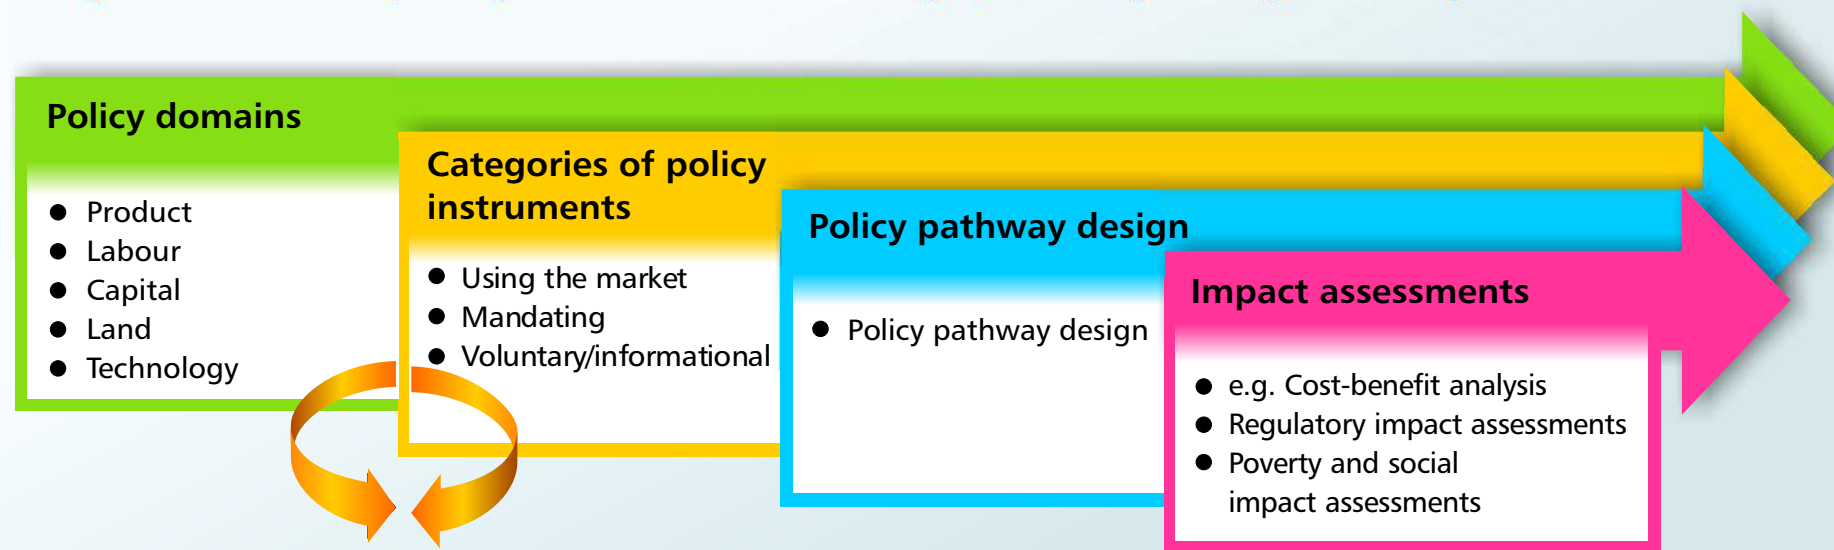 Policy domains
● Product
● Labour
● Capital
● Land
● Technology
Categories of policy
instruments
● Using the market
● Mandating
● Voluntary/informational
Policy pathway design
● Policy pathway design
Impact assessments
● e.g. Cost-benefit analysis
● Regulatory impact assessments
● Poverty and social
impact assessments